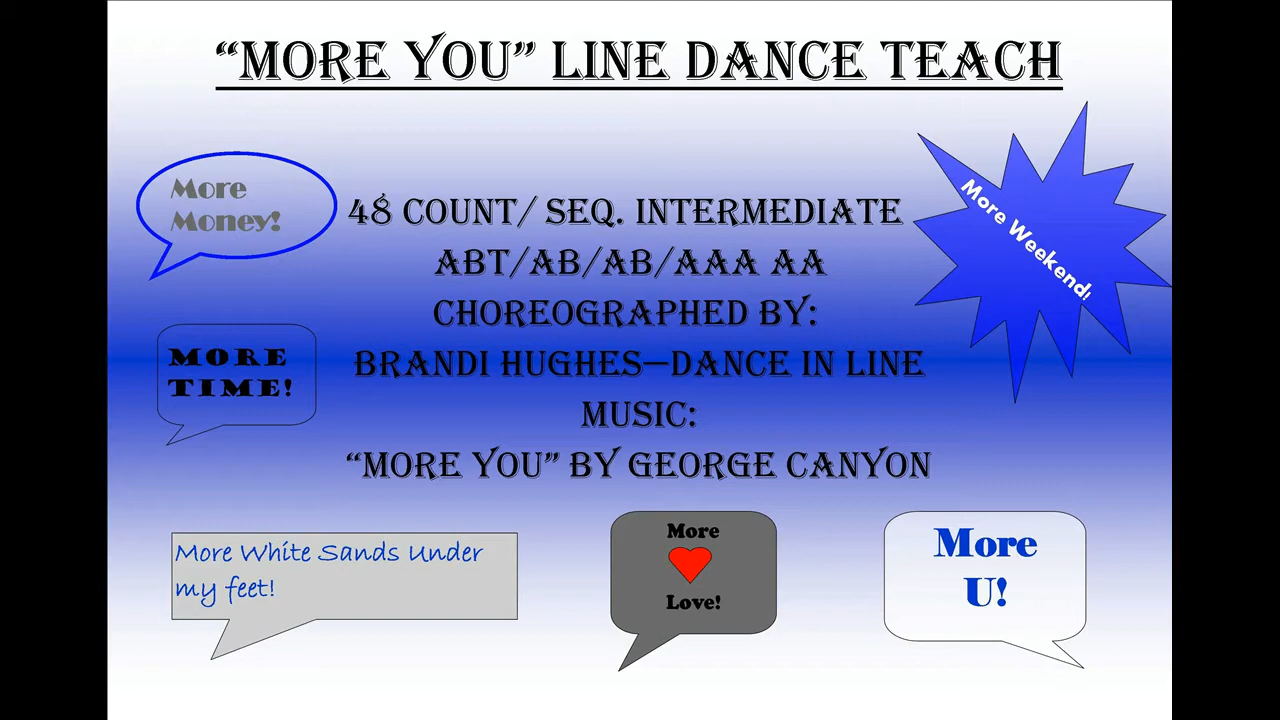 “MORE YOU” LINE DANCE TEACH
More
Money!
48 COUNT/ SEQ. INTERMEDIATE
ABT/AB/AB/AAA AA
CHOREOGRAPHED BY:
BRANDI HUGHES—DANCE IN LINE
MUSIC:
“MORE YOU” BY GEORGE CANYON
More Weekend!
MORE
TIME!
More White Sands Under
my feet!
More
Love!
More
U!